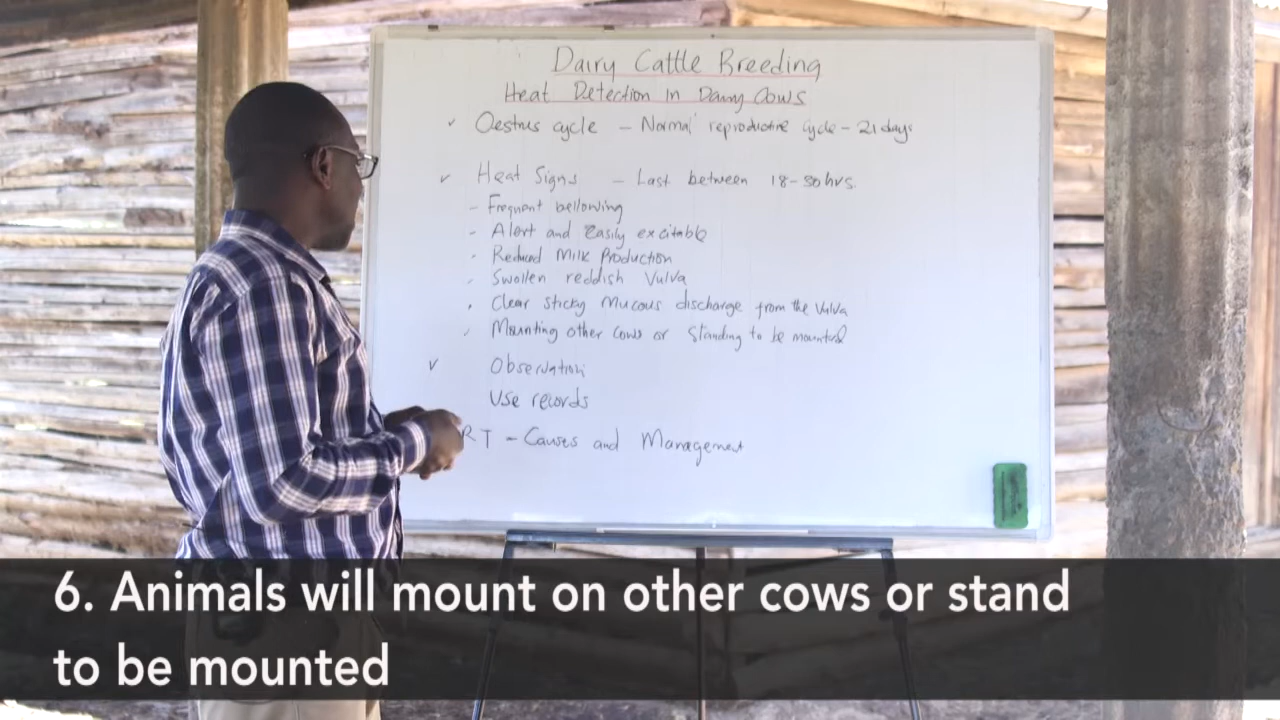 Dairy Cattle Breeding
Heat Detection in Dairy Cows
✓ Oestrus cycle – Normal reproductive cycle – 21 days
✓ Heat Signs – Last between 18-30hrs.
- Frequent bellowing
- Alert and easily excitable
- Reduced Milk Production
- Swollen reddish Vulva
- Clear sticky Mucous discharge from the Vulva
- Mounting other cows or standing to be mounted
✓ Observation
Use records
RT – Causes and Management
6. Animals will mount on other cows or stand
to be mounted